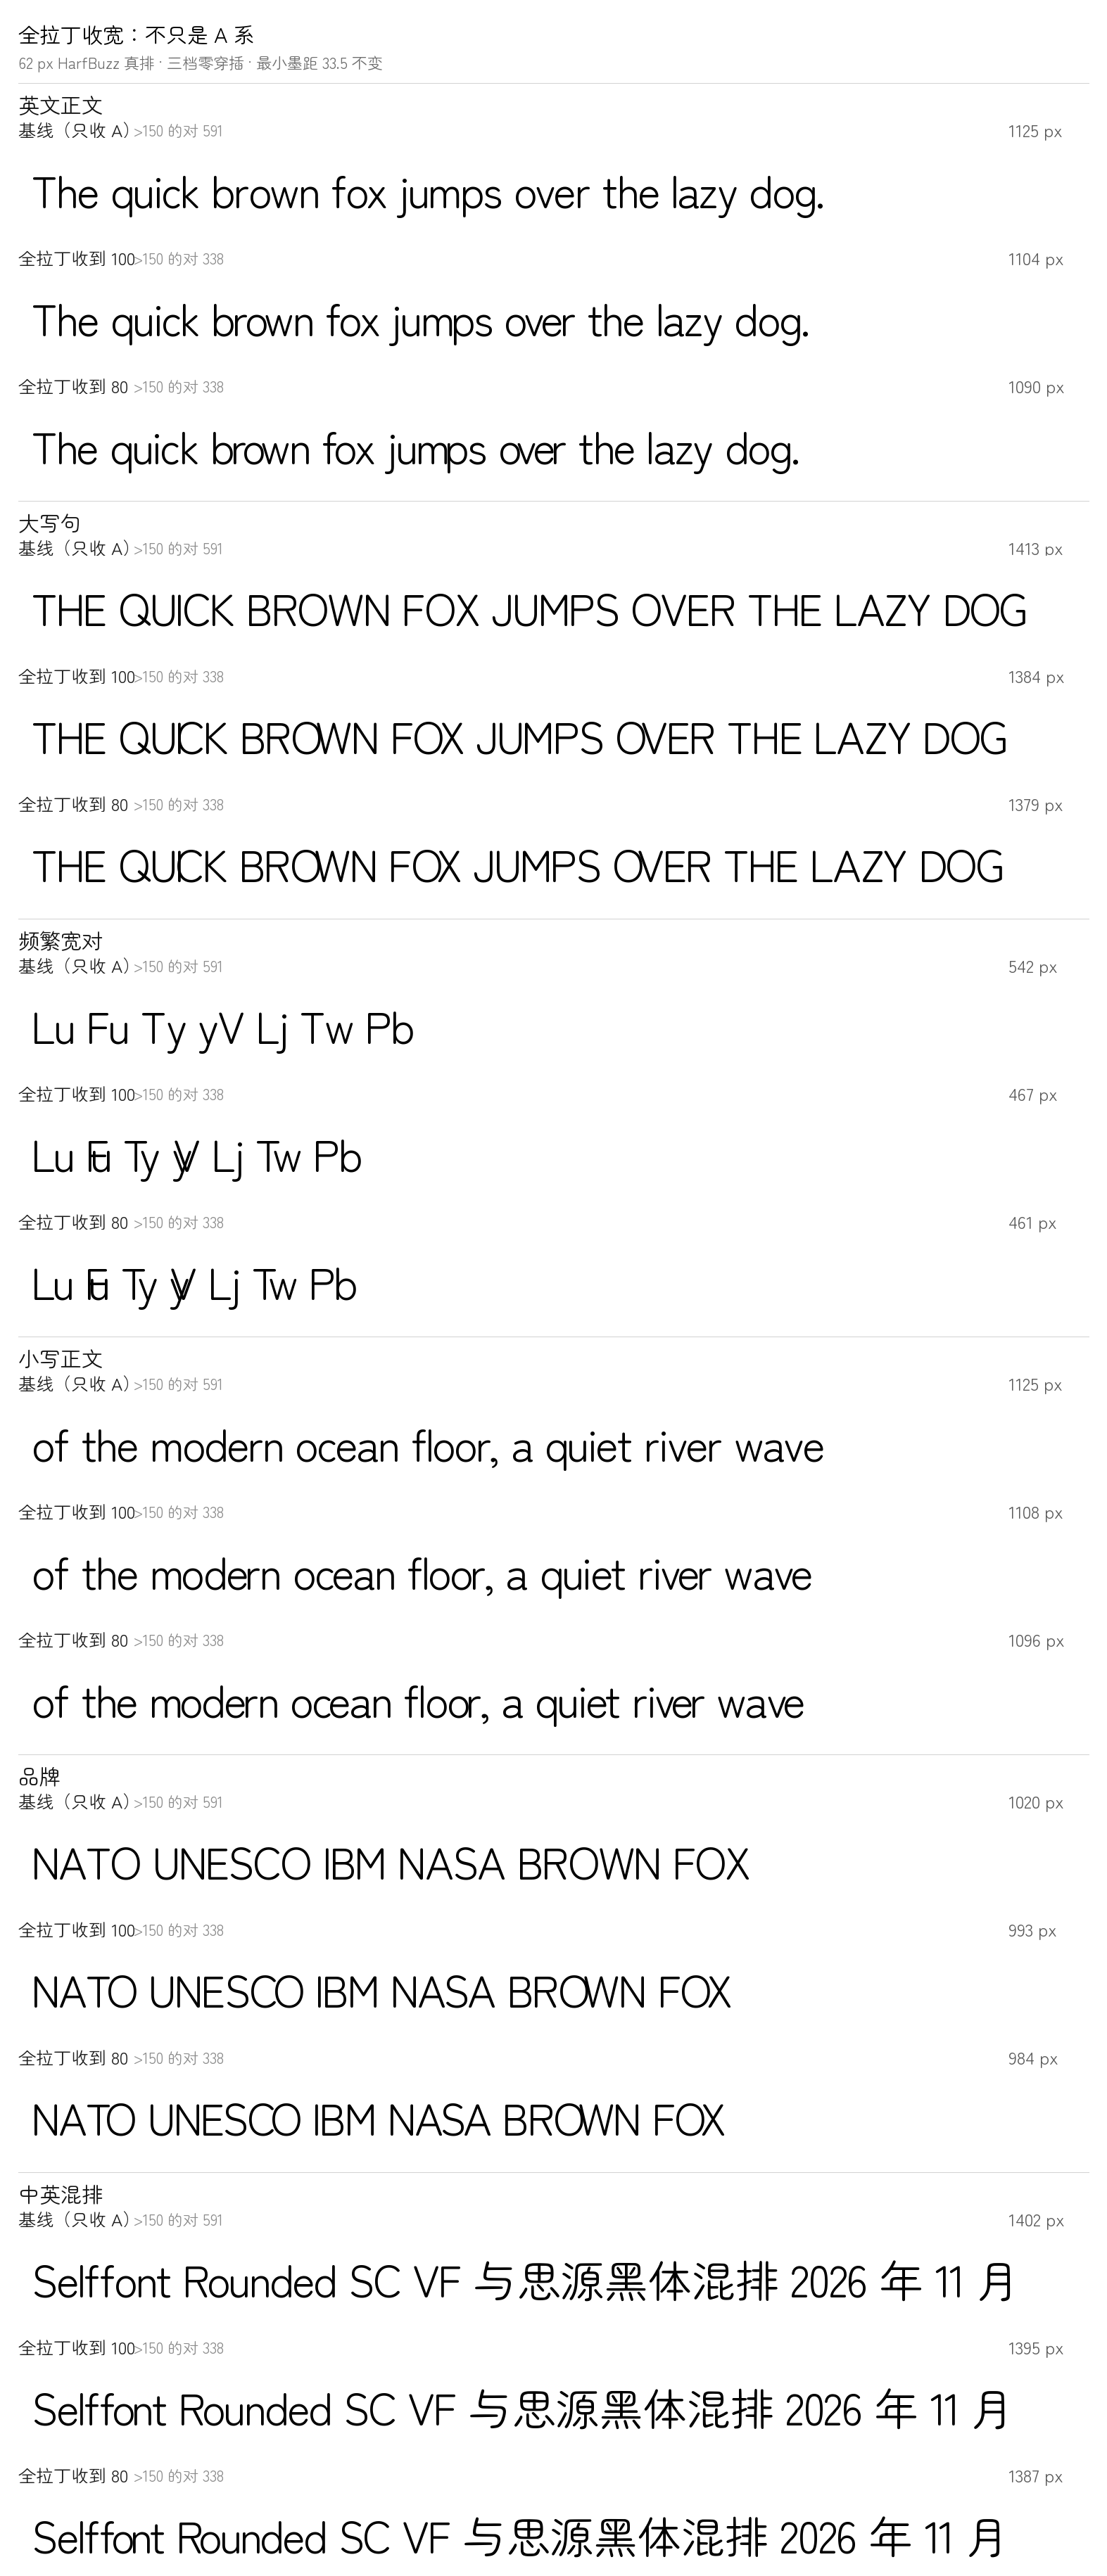 全拉丁收宽：不只是 A 系
62 px HarfBuzz 真排 · 三档零穿插 · 最小墨距 33.5 不变
英文正文
基线（只收 A）>150 的对 591 1125 px
The quick brown fox jumps over the lazy dog.
全拉丁收到 100>150 的对 338 1104 px
The quick brown fox jumps over the lazy dog.
全拉丁收到 80 >150 的对 338 1090 px
The quick brown fox jumps over the lazy dog.
大写句
基线（只收 A）>150 的对 591 1413 px
THE QUICK BROWN FOX JUMPS OVER THE LAZY DOG
全拉丁收到 100>150 的对 338 1384 px
THE QUICK BROWN FOX JUMPS OVER THE LAZY DOG
全拉丁收到 80 >150 的对 338 1379 px
THE QUICK BROWN FOX JUMPS OVER THE LAZY DOG
频繁宽对
基线（只收 A）>150 的对 591 542 px
Lu Fu Ty yV Lj Tw Pb
全拉丁收到 100>150 的对 338 467 px
Lu Fu Ty yV Lj Tw Pb
全拉丁收到 80 >150 的对 338 461 px
Lu Fu Ty yV Lj Tw Pb
小写正文
基线（只收 A）>150 的对 591 1125 px
of the modern ocean floor, a quiet river wave
全拉丁收到 100>150 的对 338 1108 px
of the modern ocean floor, a quiet river wave
全拉丁收到 80 >150 的对 338 1096 px
of the modern ocean floor, a quiet river wave
品牌
基线（只收 A）>150 的对 591 1020 px
NATO UNESCO IBM NASA BROWN FOX
全拉丁收到 100>150 的对 338 993 px
NATO UNESCO IBM NASA BROWN FOX
全拉丁收到 80 >150 的对 338 984 px
NATO UNESCO IBM NASA BROWN FOX
中英混排
基线（只收 A）>150 的对 591 1402 px
Selffont Rounded SC VF 与思源黑体混排 2026 年 11 月
全拉丁收到 100>150 的对 338 1395 px
Selffont Rounded SC VF 与思源黑体混排 2026 年 11 月
全拉丁收到 80 >150 的对 338 1387 px
Selffont Rounded SC VF 与思源黑体混排 2026 年 11 月